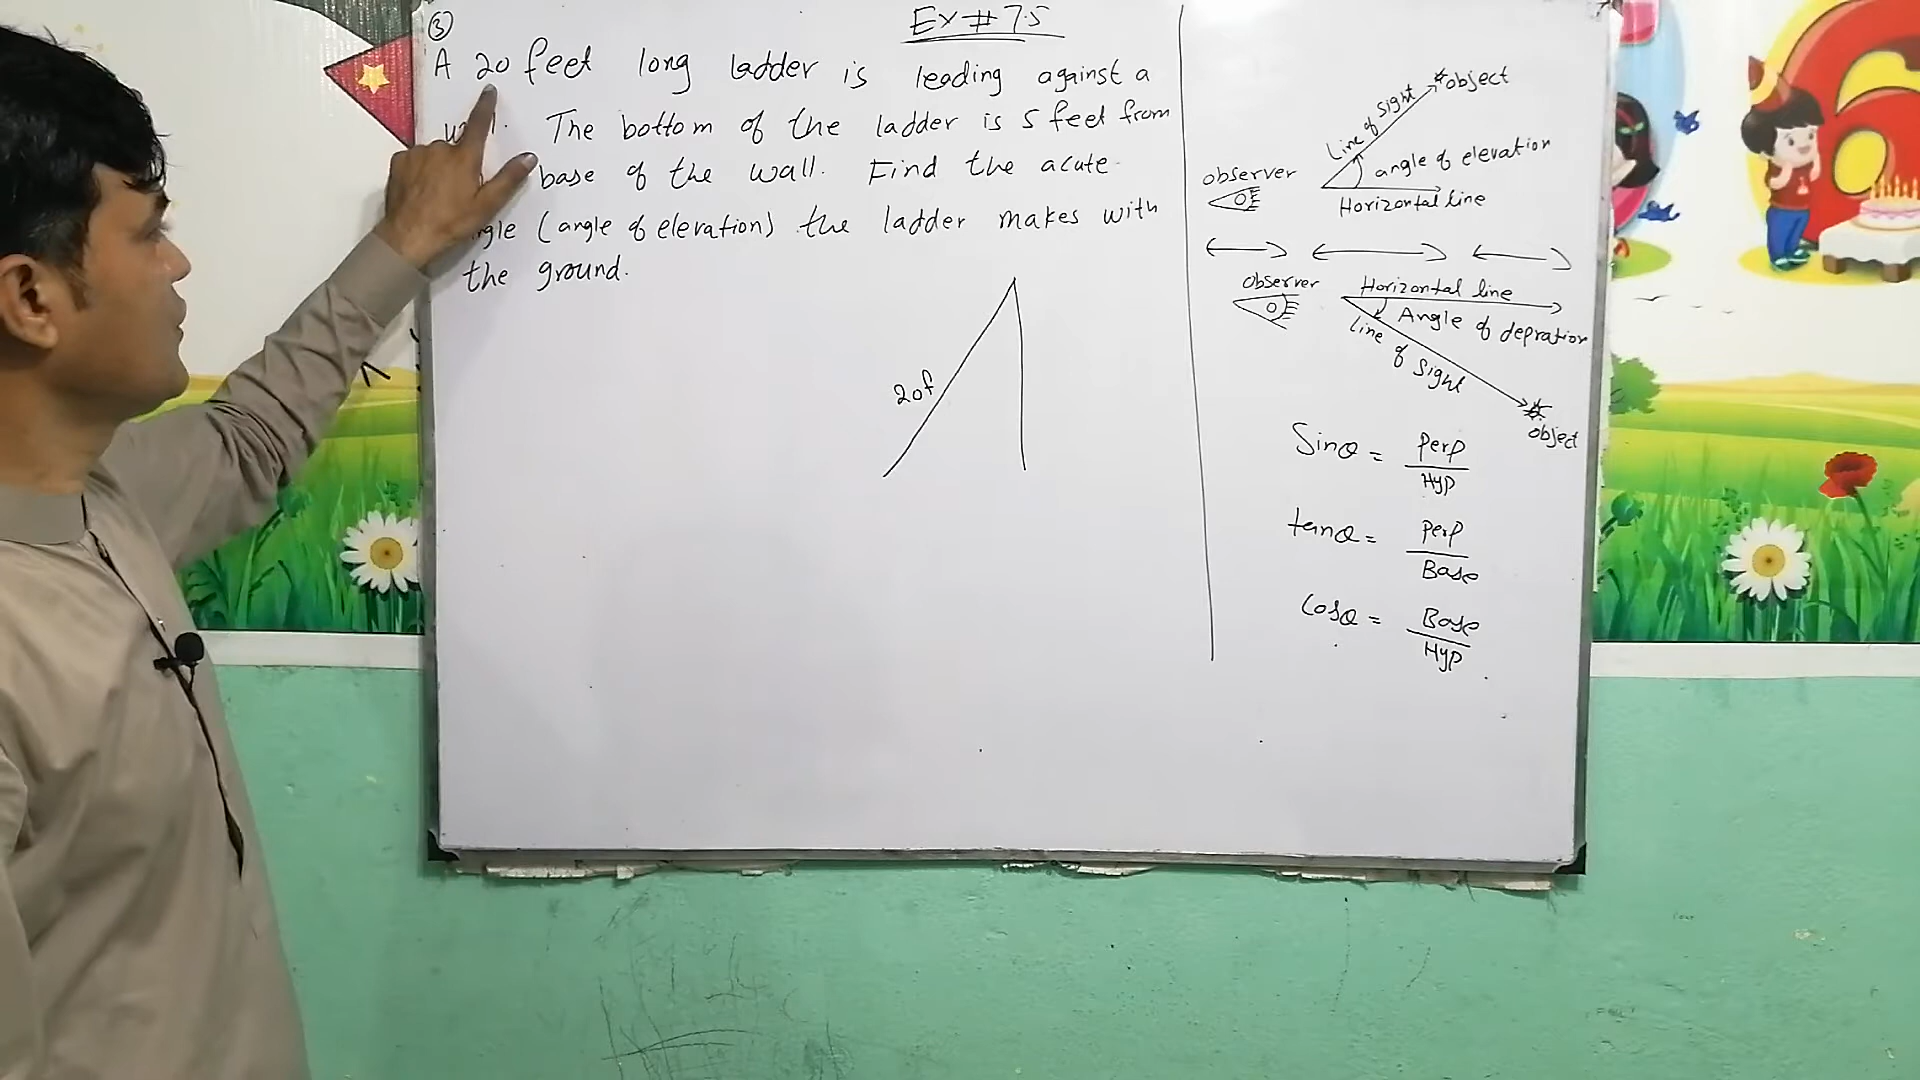 Ex # 7.5
③
A 20 feet long ladder is leading against a
The bottom of the ladder is 5 feet from
base of the wall. Find the acute
(angle of elevation) the ladder makes with
the ground.
20f
Line of sight
object
angle of elevation
observer
Horizontal line
observer
Horizontal line
Angle of depration
line of sight
object
Sinθ = perp
Hyp
tanθ = perp
Base
Cosθ = Base
Hyp